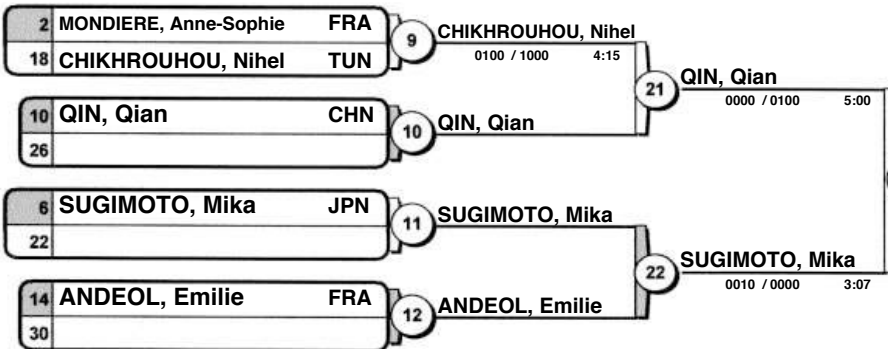 2 MONDIERE, Anne-Sophie FRA
18 CHIKHROUHOU, Nihel TUN
9
CHIKHROUHOU, Nihel
0100 / 1000 4:15
10 QIN, Qian CHN
26
10
QIN, Qian
21
QIN, Qian
0000 / 0100 5:00
6 SUGIMOTO, Mika JPN
22
11
SUGIMOTO, Mika
14 ANDEOL, Emilie FRA
30
12
ANDEOL, Emilie
22
SUGIMOTO, Mika
0010 / 0000 3:07